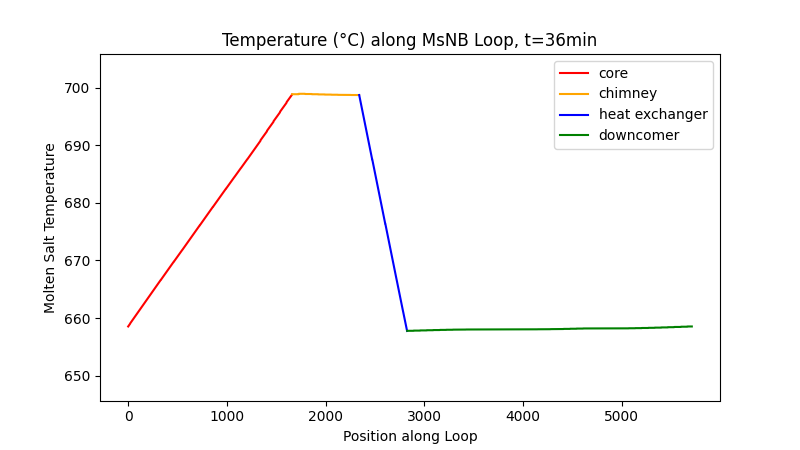 Temperature (°C) along MsNB Loop, t=36min
core
chimney
heat exchanger
downcomer
Molten Salt Temperature
700
690
680
670
660
650
0 1000 2000 3000 4000 5000
Position along Loop